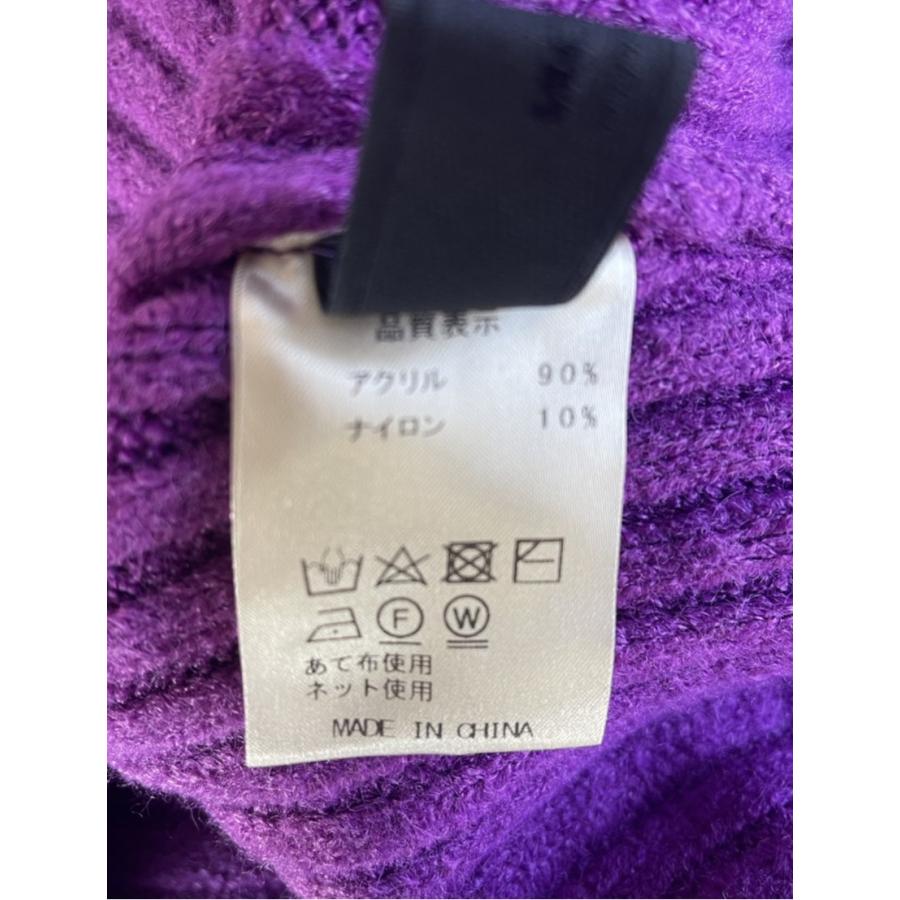 品質表示
アクリル 90%
ナイロン 10%
F W
あて布使用
ネット使用
MADE IN CHINA